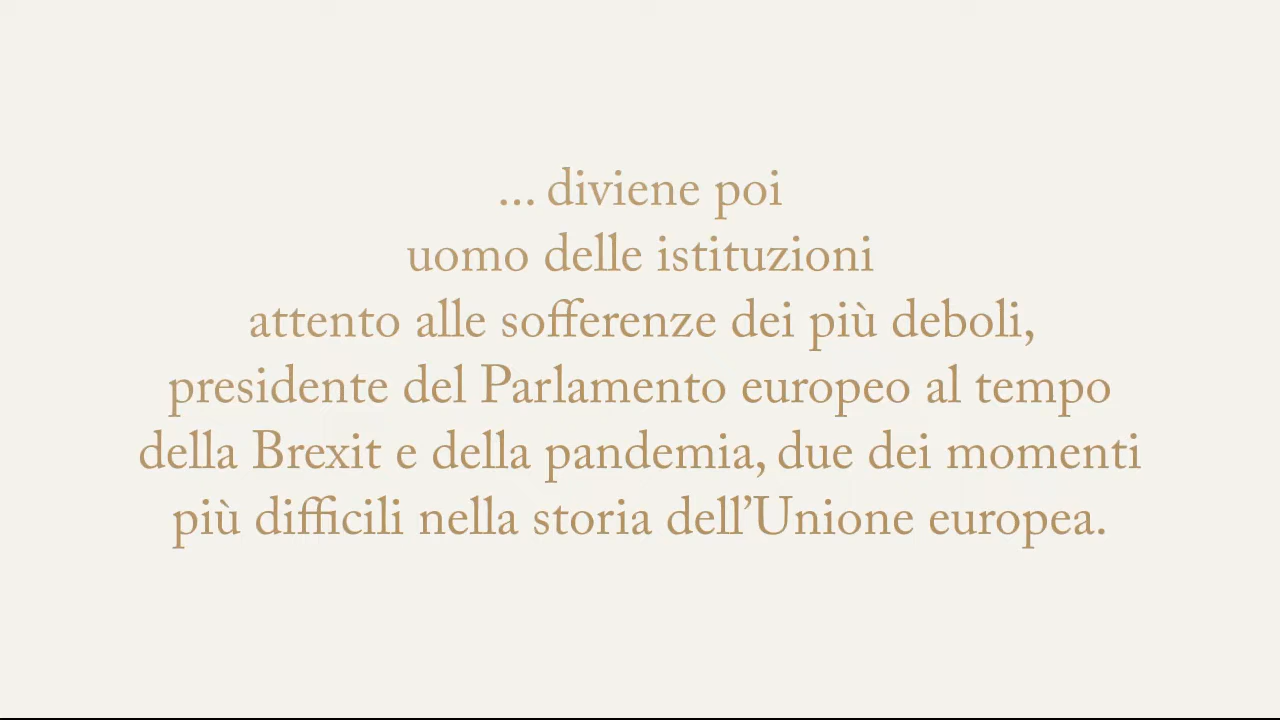 ... diviene poi
uomo delle istituzioni
attento alle sofferenze dei più deboli,
presidente del Parlamento europeo al tempo
della Brexit e della pandemia, due dei momenti
più difficili nella storia dell’Unione europea.